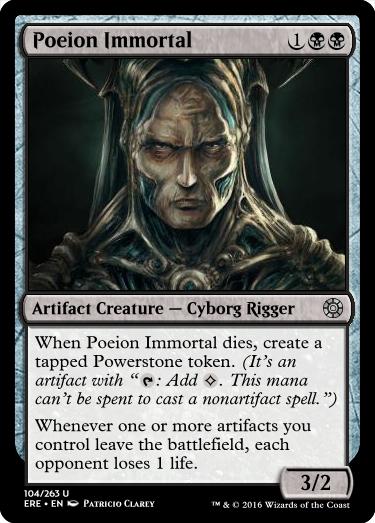 Poeion Immortal 1
Artifact Creature — Cyborg Rigger
When Poeion Immortal dies, create a
tapped Powerstone token. (It's an
artifact with “: Add . This mana
can't be spent to cast a nonartifact spell.”)
Whenever one or more artifacts you
control leave the battlefield, each
opponent loses 1 life.
3/2
104/263 U
ERE • EN Patricio Clarey
™ & © 2016 Wizards of the Coast